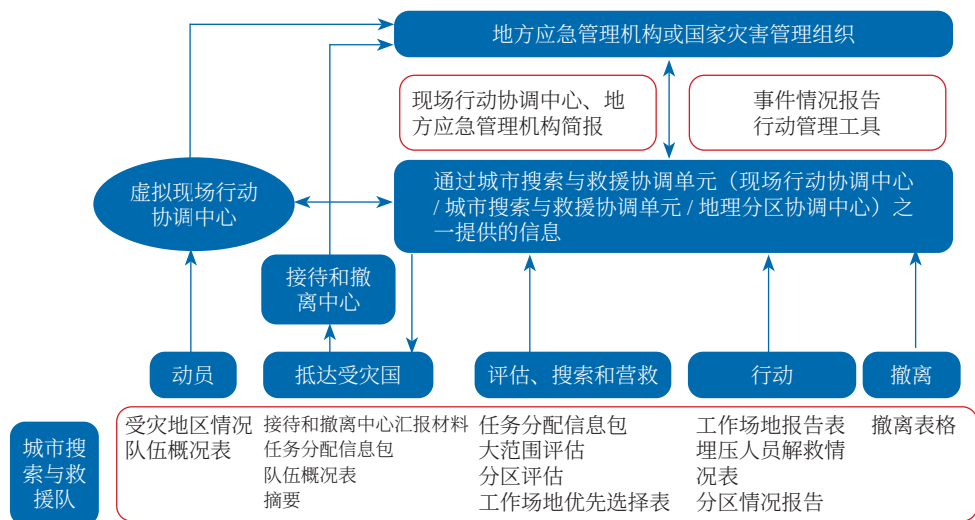 地方应急管理机构或国家灾害管理组织
现场行动协调中心、地
方应急管理机构简报
事件情况报告
行动管理工具
虚拟现场行动
协调中心
通过城市搜索与救援协调单元（现场行动协调中心
/ 城市搜索与救援协调单元 / 地理分区协调中心）之
一提供的信息
接待和撤
离中心
动员
抵达受灾国
评估、搜索和营救
行动
撤离
城市搜
索与救
援队
受灾地区情况
队伍概况表
接待和撤离中心汇报材料
任务分配信息包
队伍概况表
摘要
任务分配信息包
大范围评估
分区评估
工作场地优先选择表
工作场地报告表
埋压人员解救情
况表
分区情况报告
撤离表格